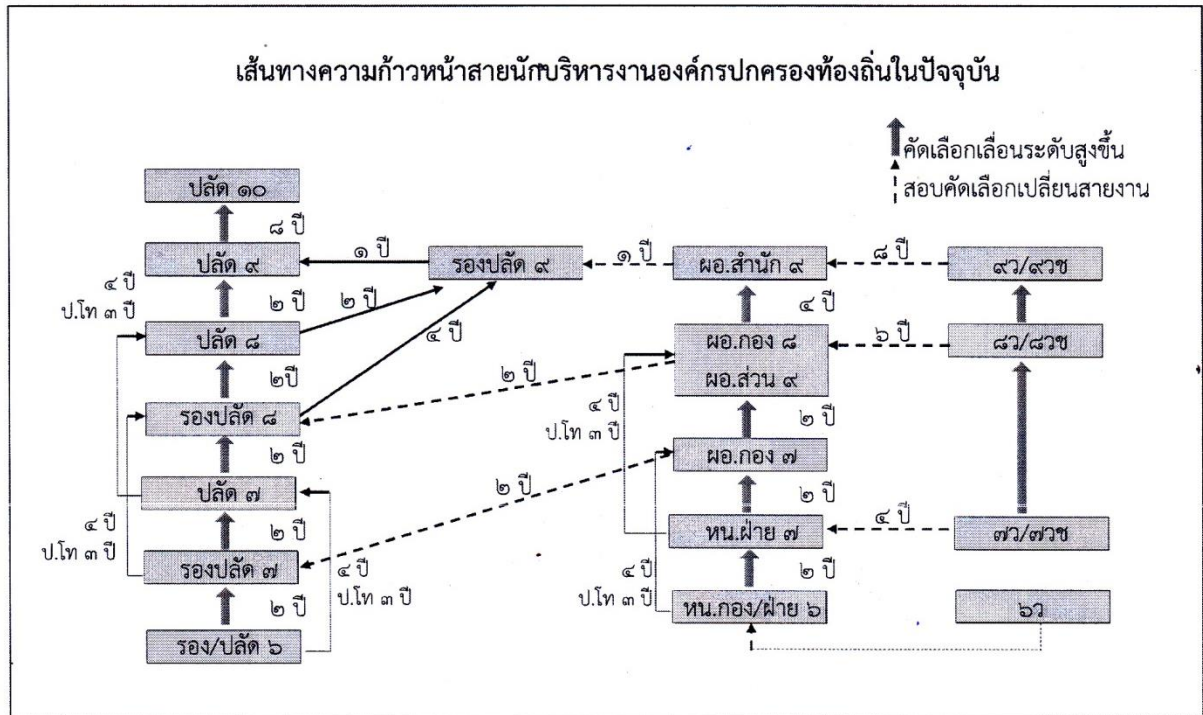 เส้นทางความก้าวหน้าสายนักบริหารงานองค์กรปกครองท้องถิ่นในปัจจุบัน
คัดเลือกเลื่อนระดับสูงขึ้น
สอบคัดเลือกเปลี่ยนสายงาน
ปลัด ๑๐
๘ ปี
ปลัด ๙
๑ ปี
รองปลัด ๙
๑ ปี
ผอ.สำนัก ๙
๘ ปี
๙ว/๙วช
๔ ปี
ป.โท ๓ ปี
๒ ปี
๒ ปี
๔ ปี
๔ ปี
ปลัด ๘
ผอ.กอง ๘
ผอ.ส่วน ๙
๖ ปี
๘ว/๘วช
๒ปี
๒ ปี
รองปลัด ๘
๔ ปี
ป.โท ๓ ปี
๒ ปี
๒ ปี
ผอ.กอง ๗
ปลัด ๗
๒ ปี
๒ ปี
๔ ปี
ป.โท ๓ ปี
๒ ปี
หน.ฝ่าย ๗
๔ ปี
๗ว/๗วช
รองปลัด ๗
๔ ปี
ป.โท ๓ ปี
๔ ปี
ป.โท ๓ ปี
๒ ปี
๒ ปี
หน.กอง/ฝ่าย ๖
๖ว
รอง/ปลัด ๖